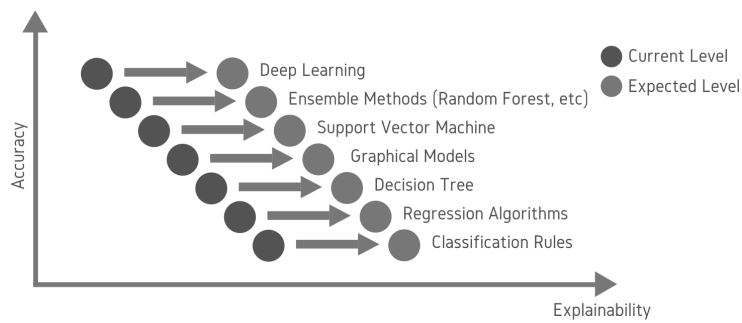 Current Level
Expected Level
Accuracy
Deep Learning
Ensemble Methods (Random Forest, etc)
Support Vector Machine
Graphical Models
Decision Tree
Regression Algorithms
Classification Rules
Explainability